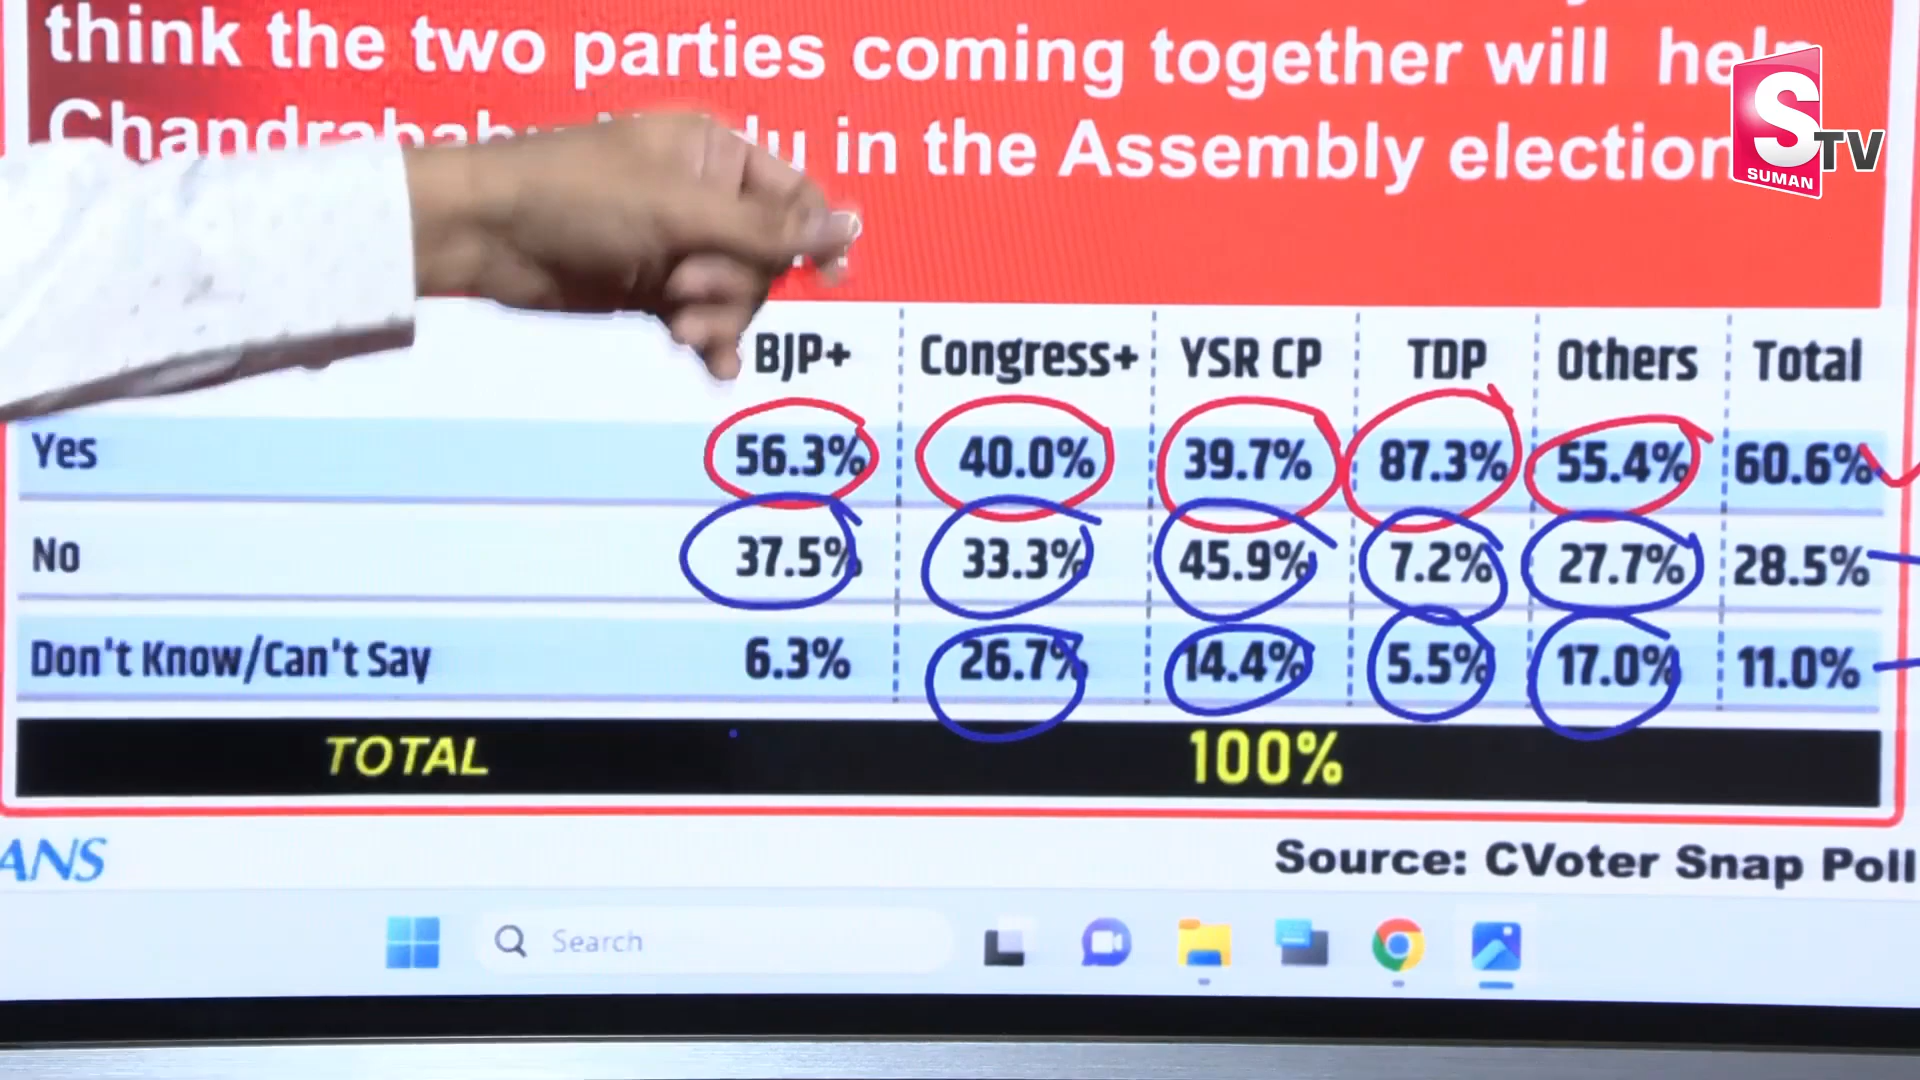 think the two parties coming together will help
Chandrababu Naidu in the Assembly election
S TV
SUMAN
BJP+ Congress+ YSR CP TDP Others Total
Yes 56.3% 40.0% 39.7% 87.3% 55.4% 60.6%
No 37.5% 33.3% 45.9% 7.2% 27.7% 28.5%
Don't Know/Can't Say 6.3% 26.7% 14.4% 5.5% 17.0% 11.0%
TOTAL 100%
ANS
Source: CVoter Snap Poll
Search